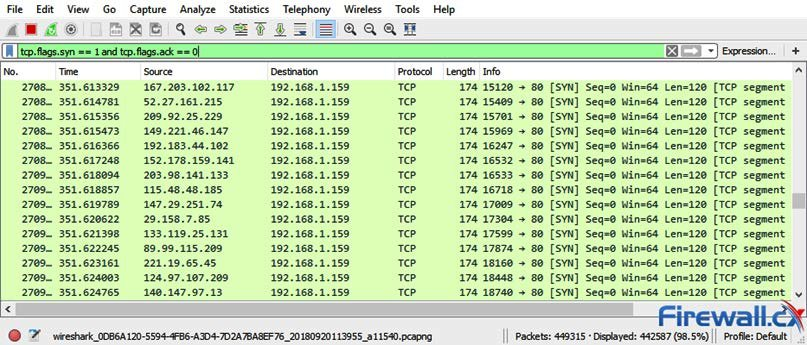 File Edit View Go Capture Analyze Statistics Telephony Wireless Tools Help
tcp.flags.syn == 1 and tcp.flags.ack == 0 Expression... +
No. Time Source Destination Protocol Length Info
2708… 351.613329 167.203.102.117 192.168.1.159 TCP 174 15120 → 80 [SYN] Seq=0 Win=64 Len=120 [TCP segment
2708… 351.614781 52.27.161.215 192.168.1.159 TCP 174 15409 → 80 [SYN] Seq=0 Win=64 Len=120 [TCP segment
2708… 351.615225 209.92.25.229 192.168.1.159 TCP 174 15701 → 80 [SYN] Seq=0 Win=64 Len=120 [TCP segment
2708… 351.615473 149.221.46.147 192.168.1.159 TCP 174 15969 → 80 [SYN] Seq=0 Win=64 Len=120 [TCP segment
2708… 351.616366 192.183.44.102 192.168.1.159 TCP 174 16247 → 80 [SYN] Seq=0 Win=64 Len=120 [TCP segment
2708… 351.617248 152.178.159.141 192.168.1.159 TCP 174 16532 → 80 [SYN] Seq=0 Win=64 Len=120 [TCP segment
2708… 351.618094 203.98.141.133 192.168.1.159 TCP 174 16533 → 80 [SYN] Seq=0 Win=64 Len=120 [TCP segment
2709… 351.618857 115.48.48.185 192.168.1.159 TCP 174 16718 → 80 [SYN] Seq=0 Win=64 Len=120 [TCP segment
2709… 351.619789 147.29.251.74 192.168.1.159 TCP 174 17009 → 80 [SYN] Seq=0 Win=64 Len=120 [TCP segment
2709… 351.620622 29.158.7.85 192.168.1.159 TCP 174 17304 → 80 [SYN] Seq=0 Win=64 Len=120 [TCP segment
2709… 351.621398 133.119.25.131 192.168.1.159 TCP 174 17599 → 80 [SYN] Seq=0 Win=64 Len=120 [TCP segment
2709… 351.622245 89.99.115.209 192.168.1.159 TCP 174 17874 → 80 [SYN] Seq=0 Win=64 Len=120 [TCP segment
2709… 351.623161 221.19.65.45 192.168.1.159 TCP 174 18160 → 80 [SYN] Seq=0 Win=64 Len=120 [TCP segment
2709… 351.624003 124.97.107.209 192.168.1.159 TCP 174 18448 → 80 [SYN] Seq=0 Win=64 Len=120 [TCP segment
2709… 351.624765 140.147.97.13 192.168.1.159 TCP 174 18740 → 80 [SYN] Seq=0 Win=64 Len=120 [TCP segment
Firewall.cx
wireshark_0DB6A120-5594-4FB6-A3D4-7D2A7BA8EF76_20180920113955_a11540.pcapng Packets: 449315 · Displayed: 442587 (98.5%) Profile: Default